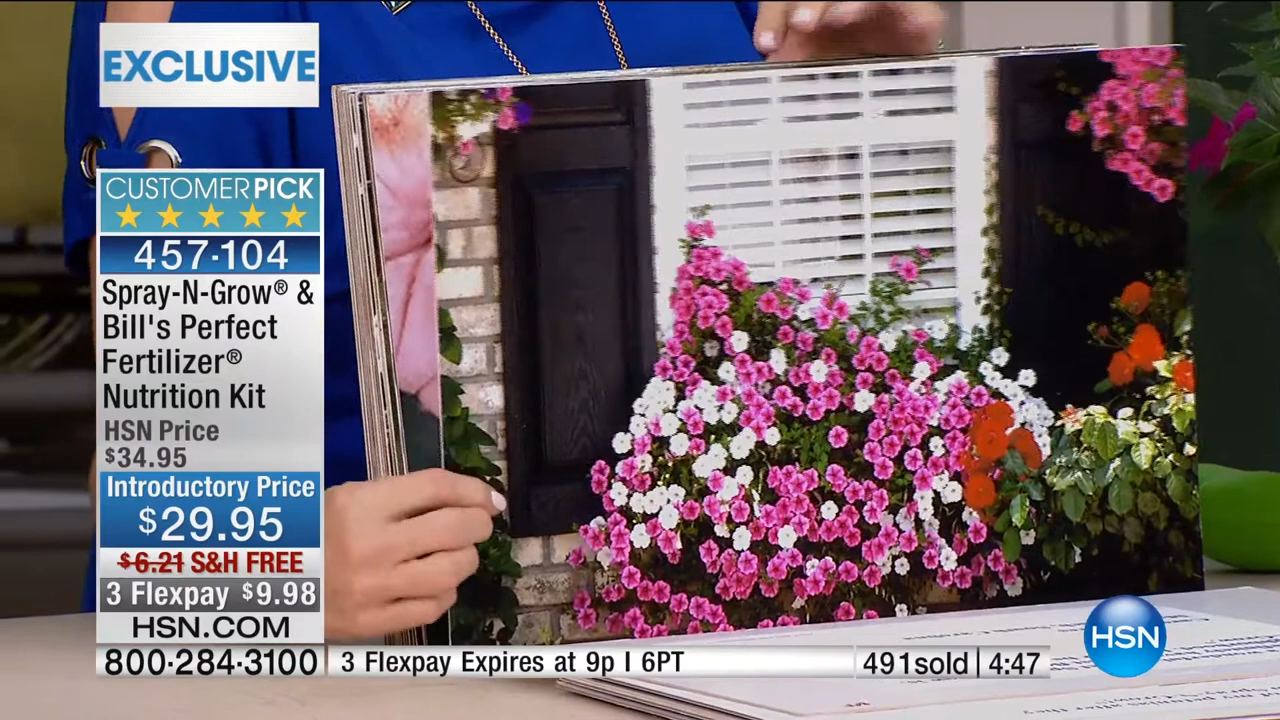 EXCLUSIVE
CUSTOMER PICK
457·104
Spray-N-Grow® &
Bill's Perfect
Fertilizer®
Nutrition Kit
HSN Price
$34.95
Introductory Price
$29.95
$6.21 S&H FREE
3 Flexpay $9.98
HSN.COM
800·284·3100
3 Flexpay Expires at 9p | 6PT
491sold | 4:47
HSN